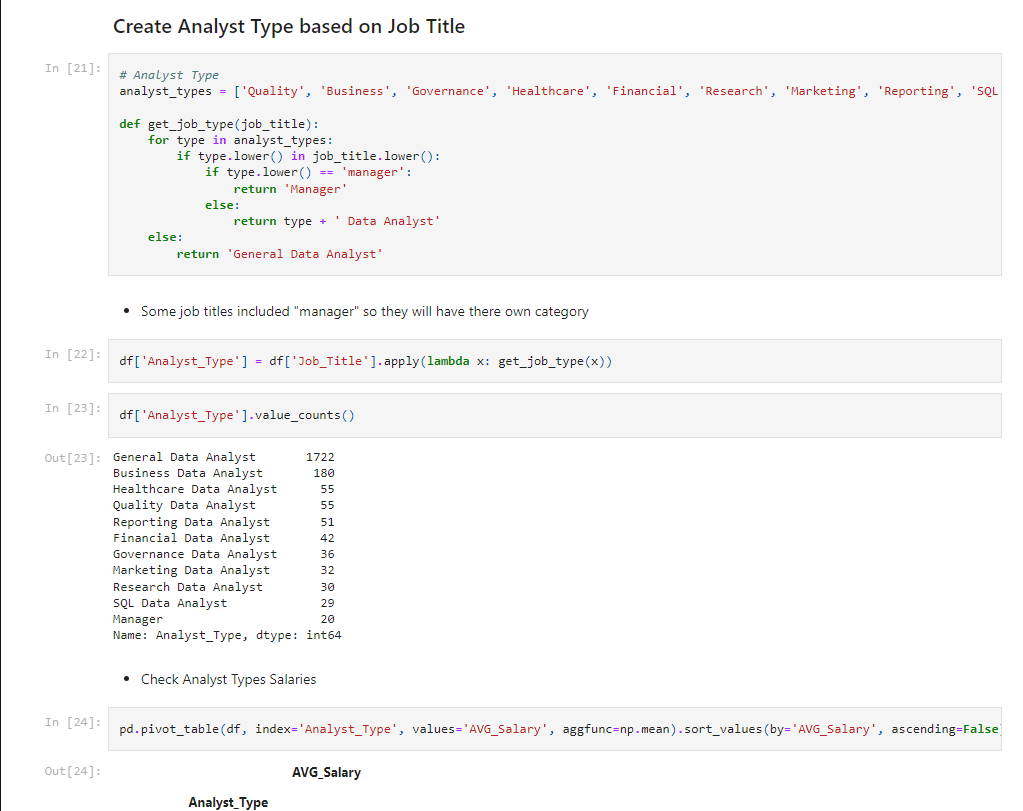 Create Analyst Type based on Job Title
In [21]:
# Analyst Type
analyst_types = ['Quality', 'Business', 'Governance', 'Healthcare', 'Financial', 'Research', 'Marketing', 'Reporting', 'SQL
def get_job_type(job_title):
    for type in analyst_types:
        if type.lower() in job_title.lower():
            if type.lower() == 'manager':
                return 'Manager'
            else:
                return type + ' Data Analyst'
    else:
        return 'General Data Analyst'
• Some job titles included "manager" so they will have there own category
In [22]:
df['Analyst_Type'] = df['Job_Title'].apply(lambda x: get_job_type(x))
In [23]:
df['Analyst_Type'].value_counts()
Out[23]:
General Data Analyst 1722
Business Data Analyst 180
Healthcare Data Analyst 55
Quality Data Analyst 55
Reporting Data Analyst 51
Financial Data Analyst 42
Governance Data Analyst 36
Marketing Data Analyst 32
Research Data Analyst 30
SQL Data Analyst 29
Manager 20
Name: Analyst_Type, dtype: int64
• Check Analyst Types Salaries
In [24]:
pd.pivot_table(df, index='Analyst_Type', values='AVG_Salary', aggfunc=np.mean).sort_values(by='AVG_Salary', ascending=False
Out[24]:
AVG_Salary
Analyst_Type